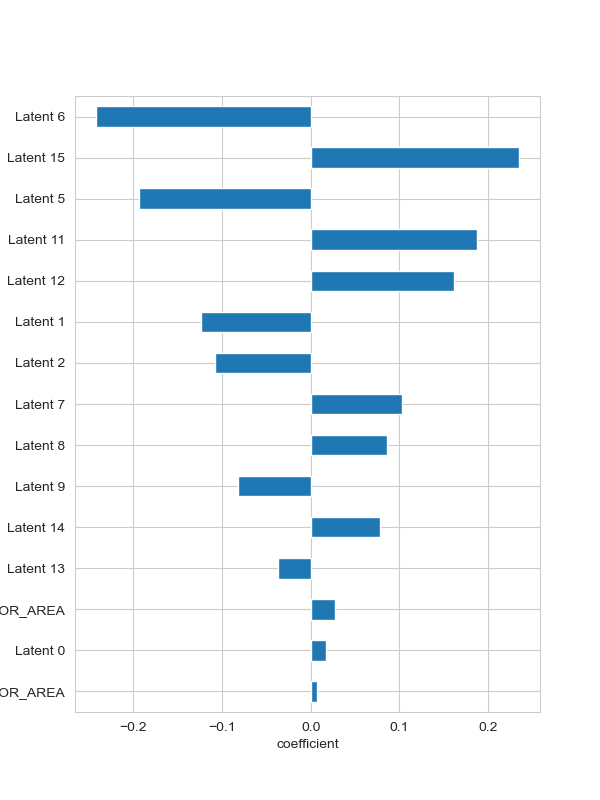 Latent 6
Latent 15
Latent 5
Latent 11
Latent 12
Latent 1
Latent 2
Latent 7
Latent 8
Latent 9
Latent 14
Latent 13
OR_AREA
Latent 0
OR_AREA
−0.2 −0.1 0.0 0.1 0.2
coefficient